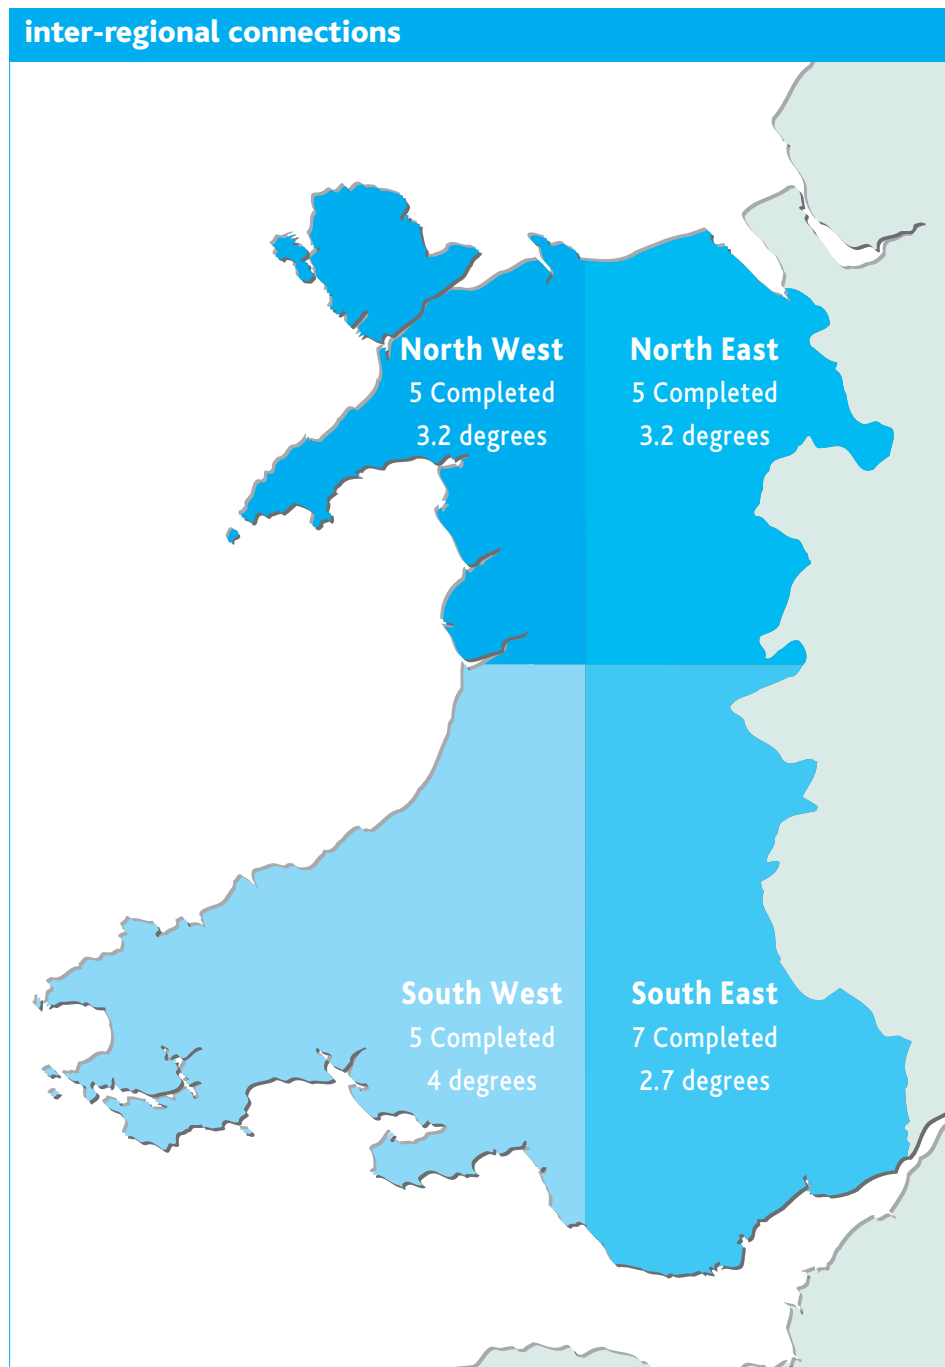 inter-regional connections
North West
5 Completed
3.2 degrees
North East
5 Completed
3.2 degrees
South West
5 Completed
4 degrees
South East
7 Completed
2.7 degrees